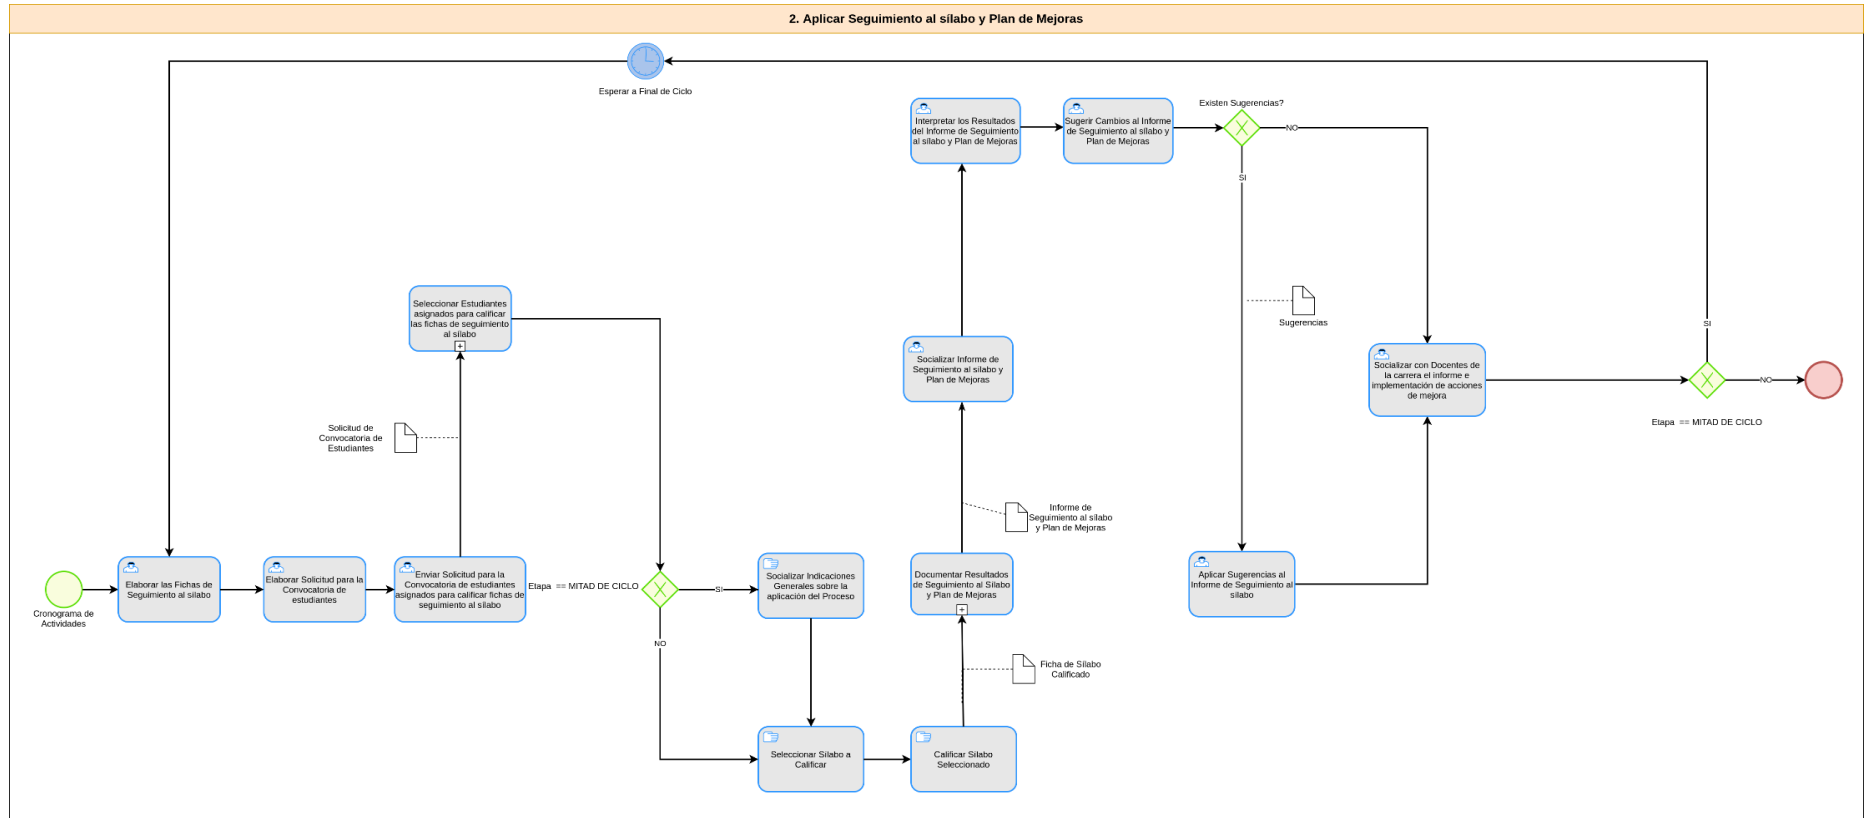 2. Aplicar Seguimiento al sílabo y Plan de Mejoras
Esperar a Final de Ciclo
Existen Sugerencias?
Interpretar los Resultados
del Informe de Seguimiento
al sílabo y Plan de Mejoras
Sugerir Cambios al Informe
de Seguimiento al sílabo y
Plan de Mejoras
NO
SI
Seleccionar Estudiantes
asignados para calificar
las fichas de seguimiento
al sílabo
Sugerencias
SI
Socializar Informe de
Seguimiento al sílabo y
Plan de Mejoras
Socializar con Docentes de
la carrera el informe e
implementación de acciones
de mejora
NO
Etapa == MITAD DE CICLO
Solicitud de
Convocatoria de
Estudiantes
Informe de
Seguimiento al sílabo
y Plan de Mejoras
Cronograma de
Actividades
Elaborar las Fichas de
Seguimiento al sílabo
Elaborar Solicitud para la
Convocatoria de
estudiantes
Enviar Solicitud para la
Convocatoria de estudiantes
asignados para calificar fichas de
seguimiento al sílabo
Etapa == MITAD DE CICLO
SI
NO
Socializar Indicaciones
Generales sobre la
aplicación del Proceso
Documentar Resultados
de Seguimiento al Sílabo
y Plan de Mejoras
Aplicar Sugerencias al
Informe de Seguimiento al
sílabo
Ficha de Sílabo
Calificado
Seleccionar Sílabo a
Calificar
Calificar Sílabo
Seleccionado